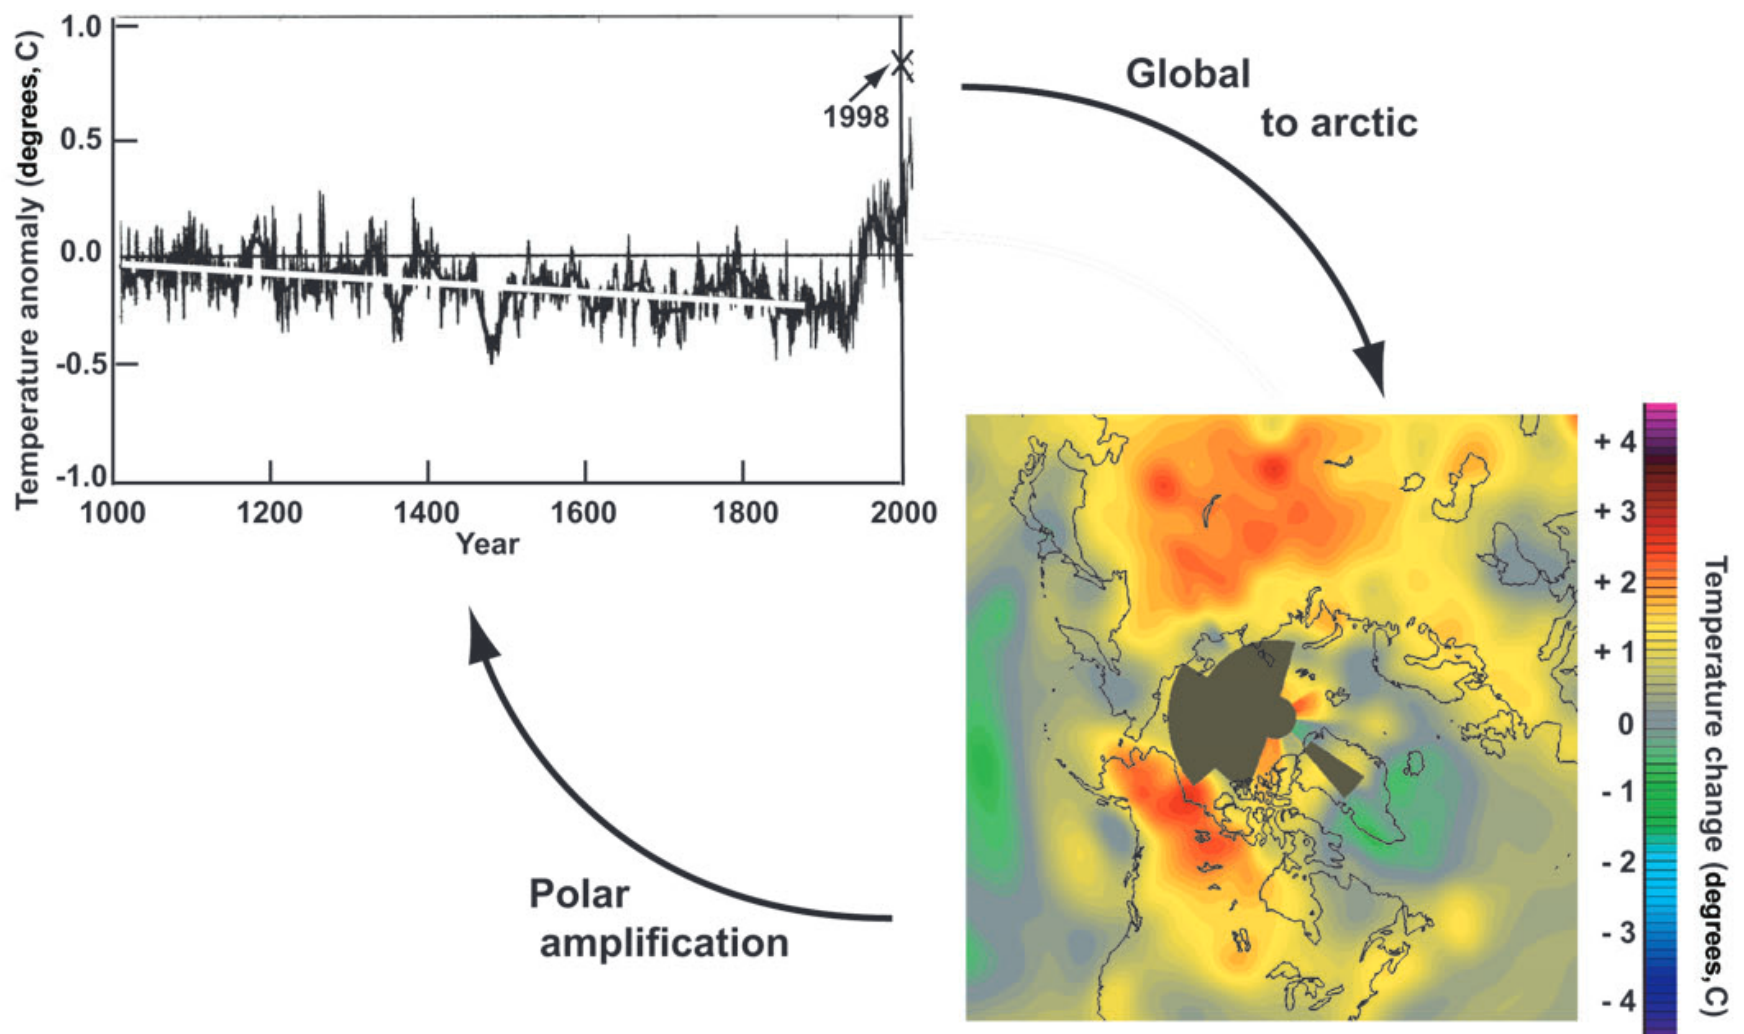 Temperature anomaly (degrees, C)
1.0
0.5
0.0
-0.5
-1.0
1998
1000 1200 1400 1600 1800 2000
Year
Global
to arctic
Polar
amplification
+ 4
+ 3
+ 2
+ 1
0
- 1
- 2
- 3
- 4
Temperature change (degrees, C)